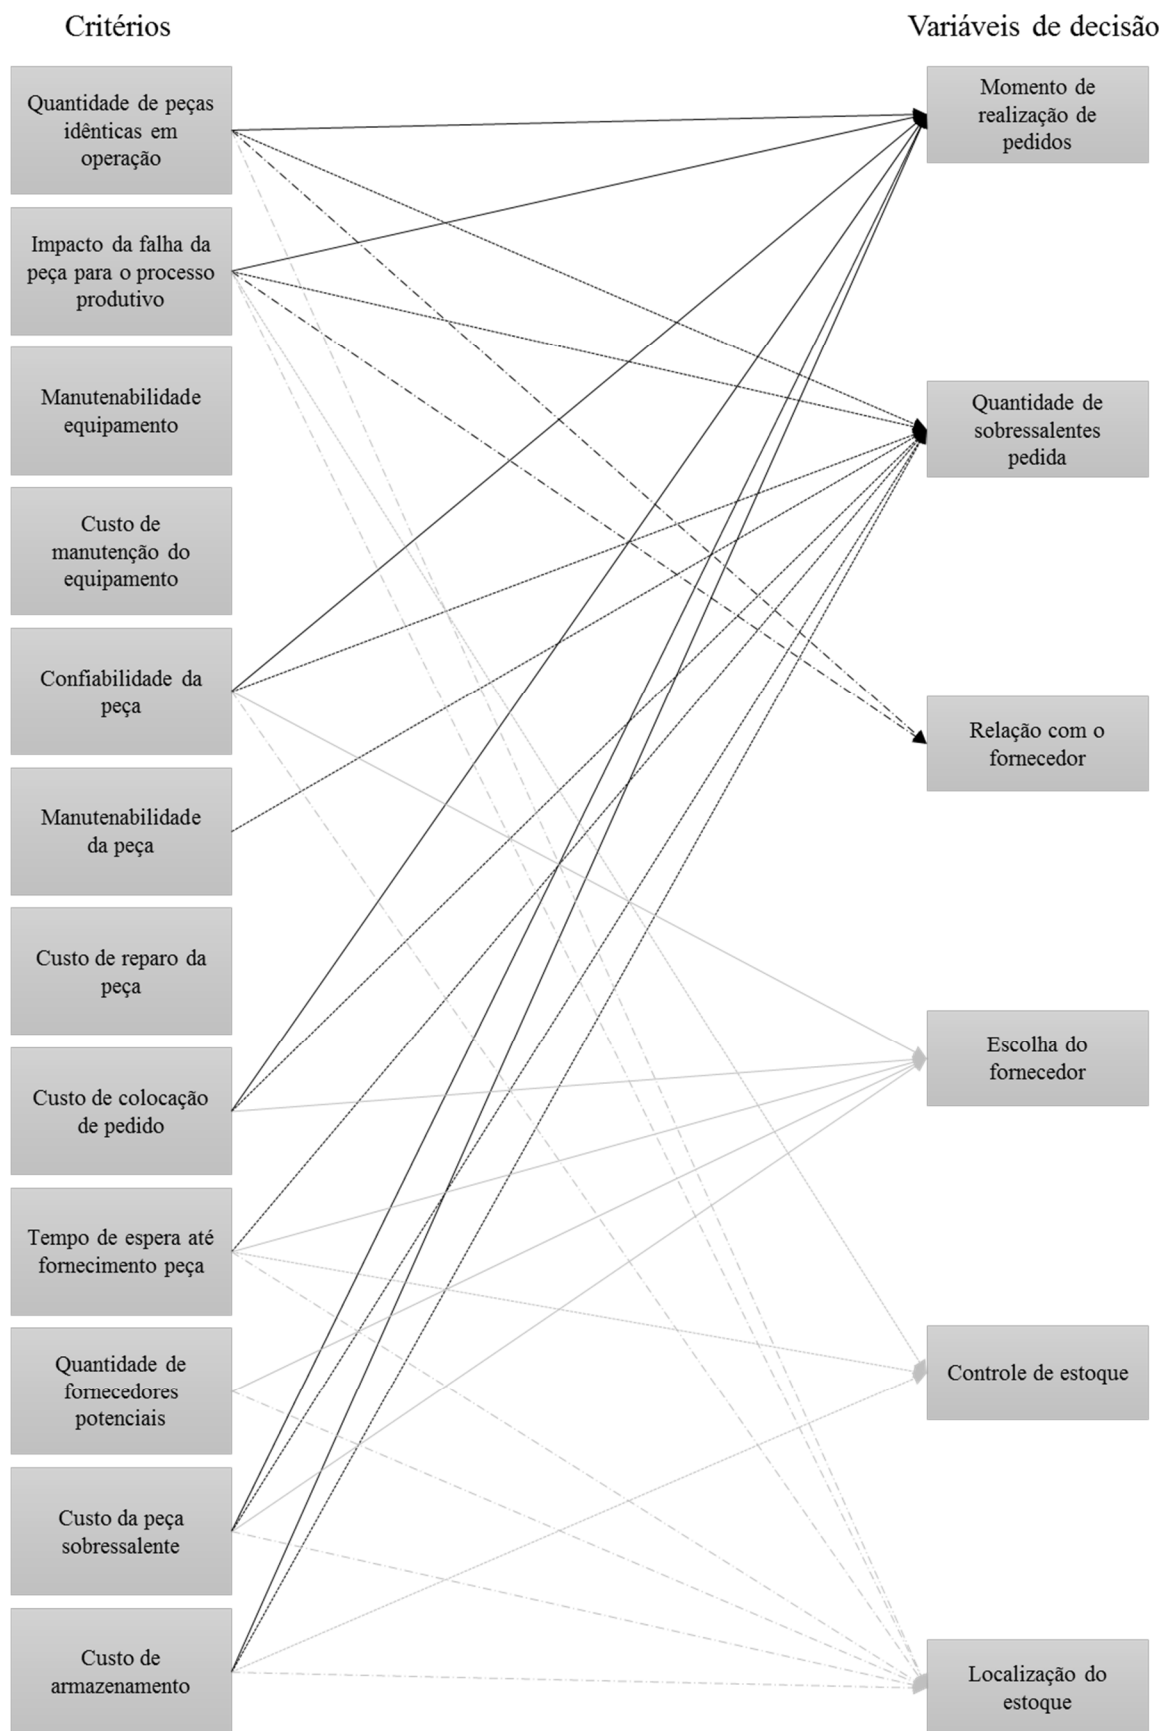 Critérios
Quantidade de peças
idênticas em
operação
Impacto da falha da
peça para o processo
produtivo
Manutenabilidade
equipamento
Custo de
manutenção do
equipamento
Confiabilidade da
peça
Manutenabilidade
da peça
Custo de reparo da
peça
Custo de colocação
de pedido
Tempo de espera até
fornecimento peça
Quantidade de
fornecedores
potenciais
Custo da peça
sobressalente
Custo de
armazenamento
Variáveis de decisão
Momento de
realização de
pedidos
Quantidade de
sobressalentes
pedida
Relação com o
fornecedor
Escolha do
fornecedor
Controle de estoque
Localização do
estoque